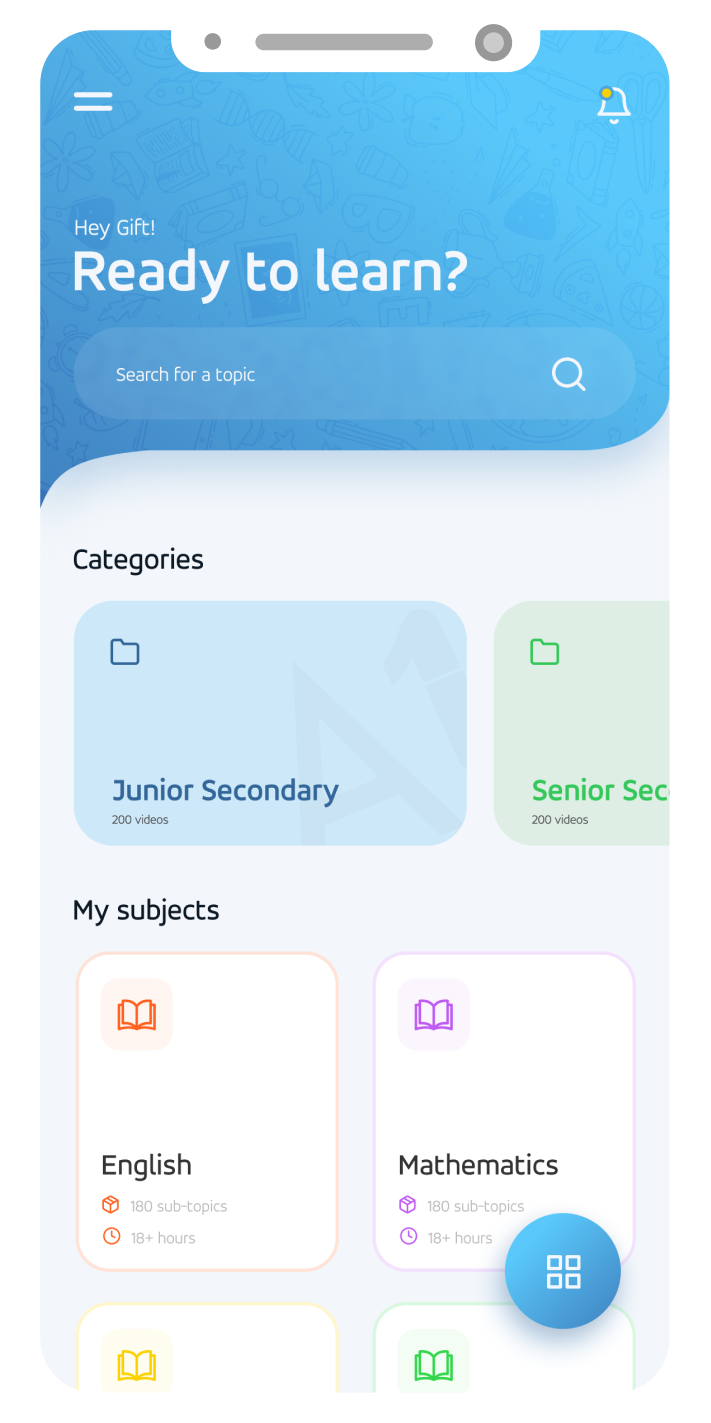 Hey Gift!
Ready to learn?
Search for a topic
Categories
Junior Secondary
200 videos
Senior Sec
200 videos
My subjects
English
180 sub-topics
18+ hours
Mathematics
180 sub-topics
18+ hours